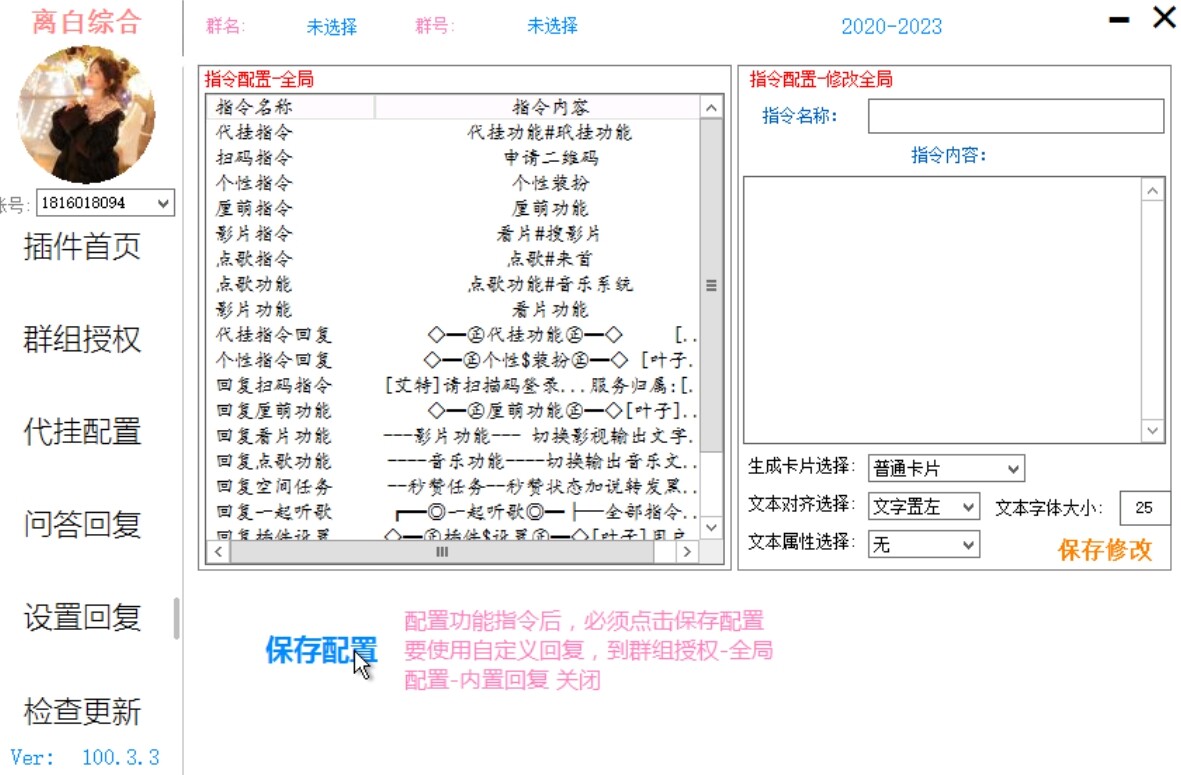 离白综合
群名: 未选择 群号: 未选择 2020-2023
账号: 1816018094
插件首页
群组授权
代挂配置
问答回复
设置回复
检查更新
Ver: 100.3.3
指令配置-全局
指令名称 指令内容
代挂指令 代挂功能#玳挂功能
扫码指令 申请二维码
个性指令 个性装扮
厘萌指令 厘萌功能
影片指令 看片#搜影片
点歌指令 点歌#来首
点歌功能 点歌功能#音乐系统
影片功能 看片功能
代挂指令回复 ◇━㊣代挂功能㊣━◇ [..
个性指令回复 ◇━㊣个性$装扮㊣━◇ [叶子.
回复扫码指令 [艾特]请扫描码登录...服务归属:[.
回复厘萌功能 ◇━㊣厘萌功能㊣━◇[叶子]..
回复看片功能 ---影片功能--- 切换影视输出文字.
回复点歌功能 ----音乐功能----切换输出音乐文..
回复空间任务 --秒赞任务--秒赞状态加说转发黑..
回复一起听歌 ┏━◎一起听歌◎━├─全部指令..
回复插件设置 ◇━㊣插件$设置㊣━◇[叶子]用户
指令配置-修改全局
指令名称:
指令内容:
生成卡片选择: 普通卡片
文本对齐选择: 文字置左 文本字体大小: 25
文本属性选择: 无
保存修改
保存配置
配置功能指令后，必须点击保存配置
要使用自定义回复，到群组授权-全局
配置-内置回复 关闭